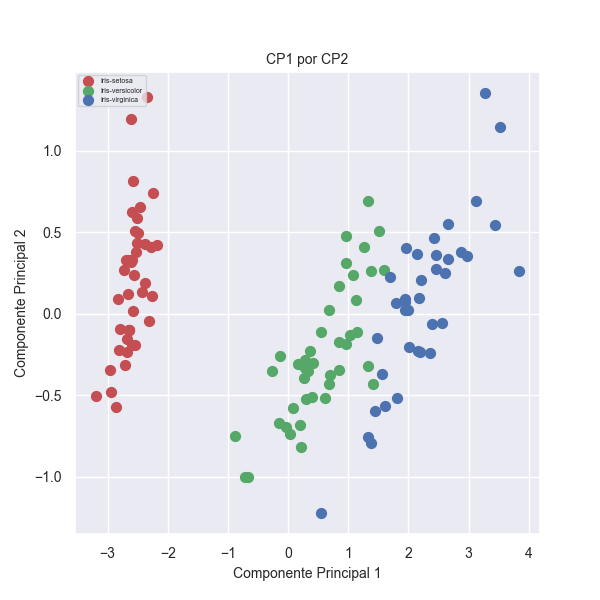 CP1 por CP2
Iris-setosa
Iris-versicolor
Iris-virginica
Componente Principal 2
1.0
0.5
0.0
−0.5
−1.0
−3 −2 −1 0 1 2 3 4
Componente Principal 1